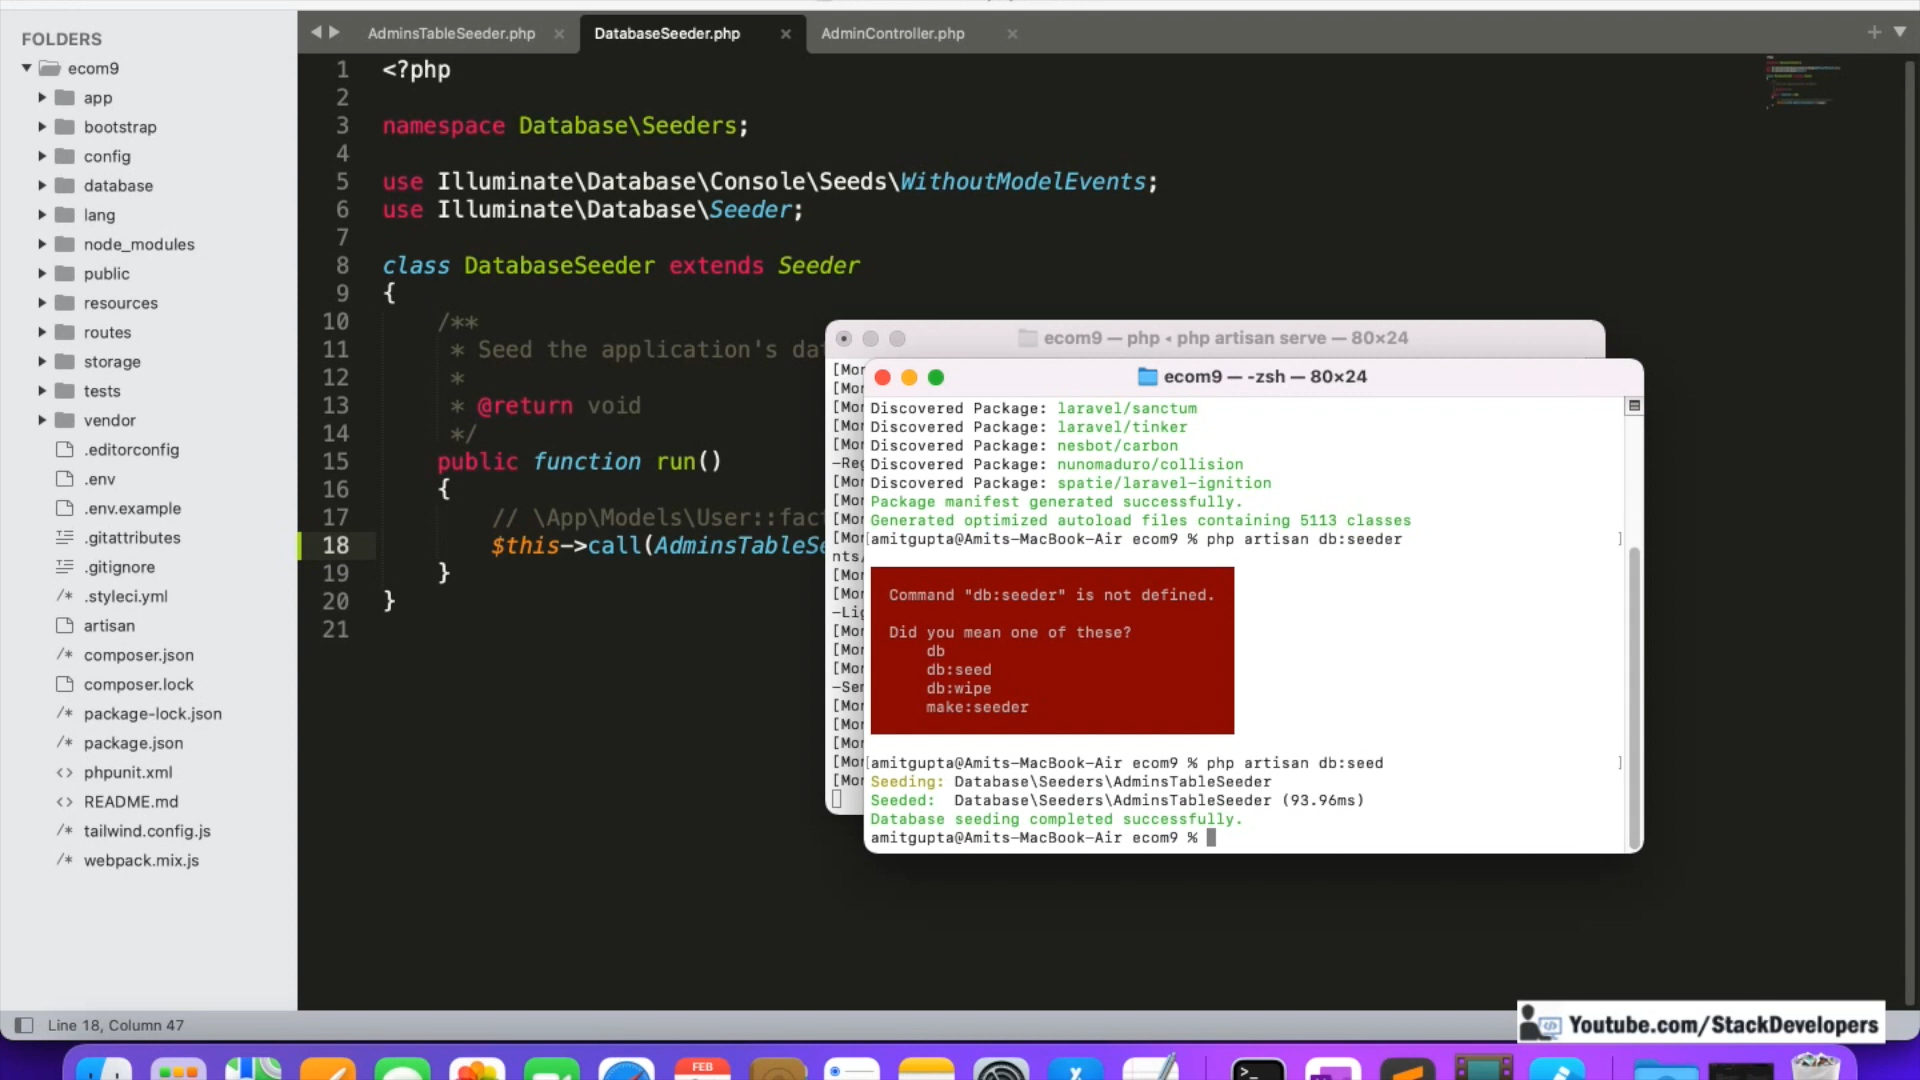 FOLDERS
ecom9
app
bootstrap
config
database
lang
node_modules
public
resources
routes
storage
tests
vendor
.editorconfig
.env
.env.example
.gitattributes
.gitignore
/* .styleci.yml
artisan
/* composer.json
composer.lock
/* package-lock.json
/* package.json
<> phpunit.xml
<> README.md
/* tailwind.config.js
/* webpack.mix.js
AdminsTableSeeder.php ×
DatabaseSeeder.php ×
AdminController.php ×
1 <?php
2
3 namespace Database\Seeders;
4
5 use Illuminate\Database\Console\Seeds\WithoutModelEvents;
6 use Illuminate\Database\Seeder;
7
8 class DatabaseSeeder extends Seeder
9 {
10 /**
11 * Seed the application's
12 *
13 * @return void
14 */
15 public function run()
16 {
17 // \App\Models\User::
18 $this->call(
19 }
20 }
21
ecom9 — php ◂ php artisan serve — 80×24
ecom9 — -zsh — 80×24
Discovered Package: laravel/sanctum
Discovered Package: laravel/tinker
Discovered Package: nesbot/carbon
Discovered Package: nunomaduro/collision
Discovered Package: spatie/laravel-ignition
Package manifest generated successfully.
Generated optimized autoload files containing 5113 classes
[amitgupta@Amits-MacBook-Air ecom9 % php artisan db:seeder ]
Command "db:seeder" is not defined.
Did you mean one of these?
db
db:seed
db:wipe
make:seeder
[amitgupta@Amits-MacBook-Air ecom9 % php artisan db:seed ]
Seeding: Database\Seeders\AdminsTableSeeder
Seeded: Database\Seeders\AdminsTableSeeder (93.96ms)
Database seeding completed successfully.
amitgupta@Amits-MacBook-Air ecom9 %
Line 18, Column 47
Youtube.com/StackDevelopers
FEB